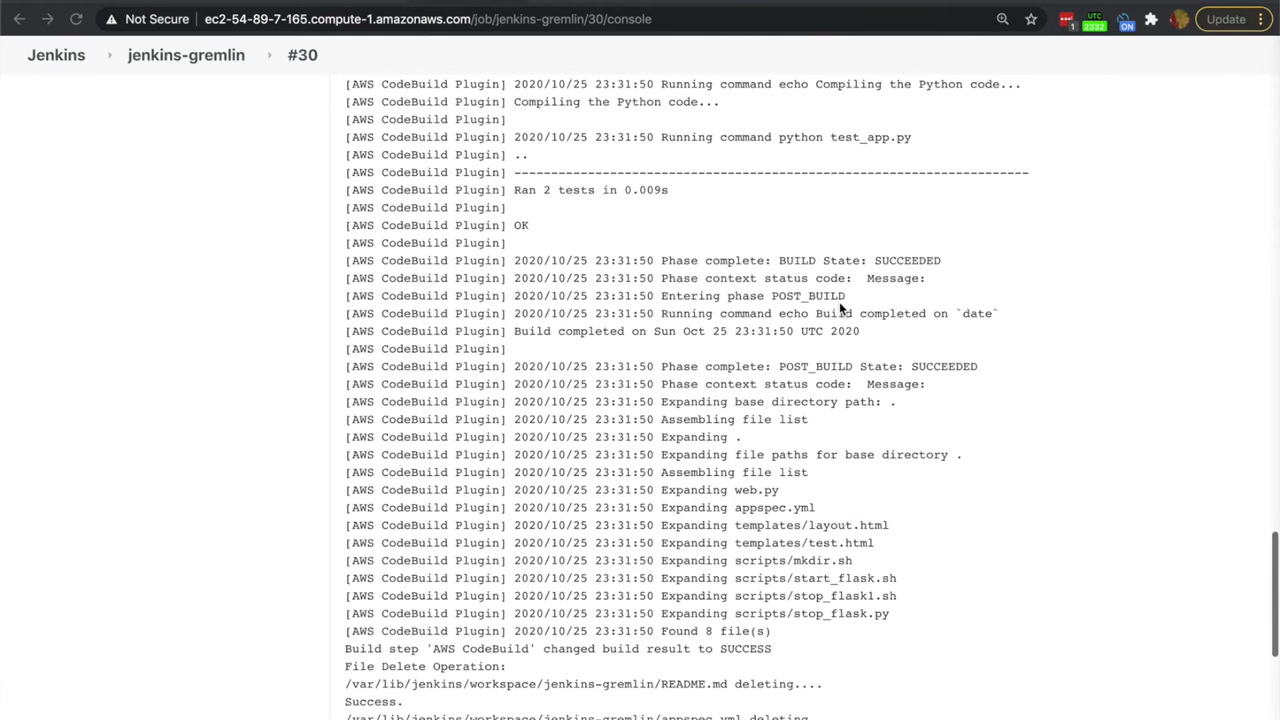 Not Secure ec2-54-89-7-165.compute-1.amazonaws.com/job/jenkins-gremlin/30/console
1
UTC
2332
ON
Update
Jenkins jenkins-gremlin #30
[AWS CodeBuild Plugin] 2020/10/25 23:31:50 Running command echo Compiling the Python code...
[AWS CodeBuild Plugin] Compiling the Python code...
[AWS CodeBuild Plugin]
[AWS CodeBuild Plugin] 2020/10/25 23:31:50 Running command python test_app.py
[AWS CodeBuild Plugin] ..
[AWS CodeBuild Plugin] ----------------------------------------------------------------------
[AWS CodeBuild Plugin] Ran 2 tests in 0.009s
[AWS CodeBuild Plugin]
[AWS CodeBuild Plugin] OK
[AWS CodeBuild Plugin]
[AWS CodeBuild Plugin] 2020/10/25 23:31:50 Phase complete: BUILD State: SUCCEEDED
[AWS CodeBuild Plugin] 2020/10/25 23:31:50 Phase context status code:  Message:
[AWS CodeBuild Plugin] 2020/10/25 23:31:50 Entering phase POST_BUILD
[AWS CodeBuild Plugin] 2020/10/25 23:31:50 Running command echo Build completed on `date`
[AWS CodeBuild Plugin] Build completed on Sun Oct 25 23:31:50 UTC 2020
[AWS CodeBuild Plugin]
[AWS CodeBuild Plugin] 2020/10/25 23:31:50 Phase complete: POST_BUILD State: SUCCEEDED
[AWS CodeBuild Plugin] 2020/10/25 23:31:50 Phase context status code:  Message:
[AWS CodeBuild Plugin] 2020/10/25 23:31:50 Expanding base directory path: .
[AWS CodeBuild Plugin] 2020/10/25 23:31:50 Assembling file list
[AWS CodeBuild Plugin] 2020/10/25 23:31:50 Expanding .
[AWS CodeBuild Plugin] 2020/10/25 23:31:50 Expanding file paths for base directory .
[AWS CodeBuild Plugin] 2020/10/25 23:31:50 Assembling file list
[AWS CodeBuild Plugin] 2020/10/25 23:31:50 Expanding web.py
[AWS CodeBuild Plugin] 2020/10/25 23:31:50 Expanding appspec.yml
[AWS CodeBuild Plugin] 2020/10/25 23:31:50 Expanding templates/layout.html
[AWS CodeBuild Plugin] 2020/10/25 23:31:50 Expanding templates/test.html
[AWS CodeBuild Plugin] 2020/10/25 23:31:50 Expanding scripts/mkdir.sh
[AWS CodeBuild Plugin] 2020/10/25 23:31:50 Expanding scripts/start_flask.sh
[AWS CodeBuild Plugin] 2020/10/25 23:31:50 Expanding scripts/stop_flask1.sh
[AWS CodeBuild Plugin] 2020/10/25 23:31:50 Expanding scripts/stop_flask.py
[AWS CodeBuild Plugin] 2020/10/25 23:31:50 Found 8 file(s)
Build step 'AWS CodeBuild' changed build result to SUCCESS
File Delete Operation:
/var/lib/jenkins/workspace/jenkins-gremlin/README.md deleting....
Success.
/var/lib/jenkins/workspace/jenkins-gremlin/appspec.yml deleting